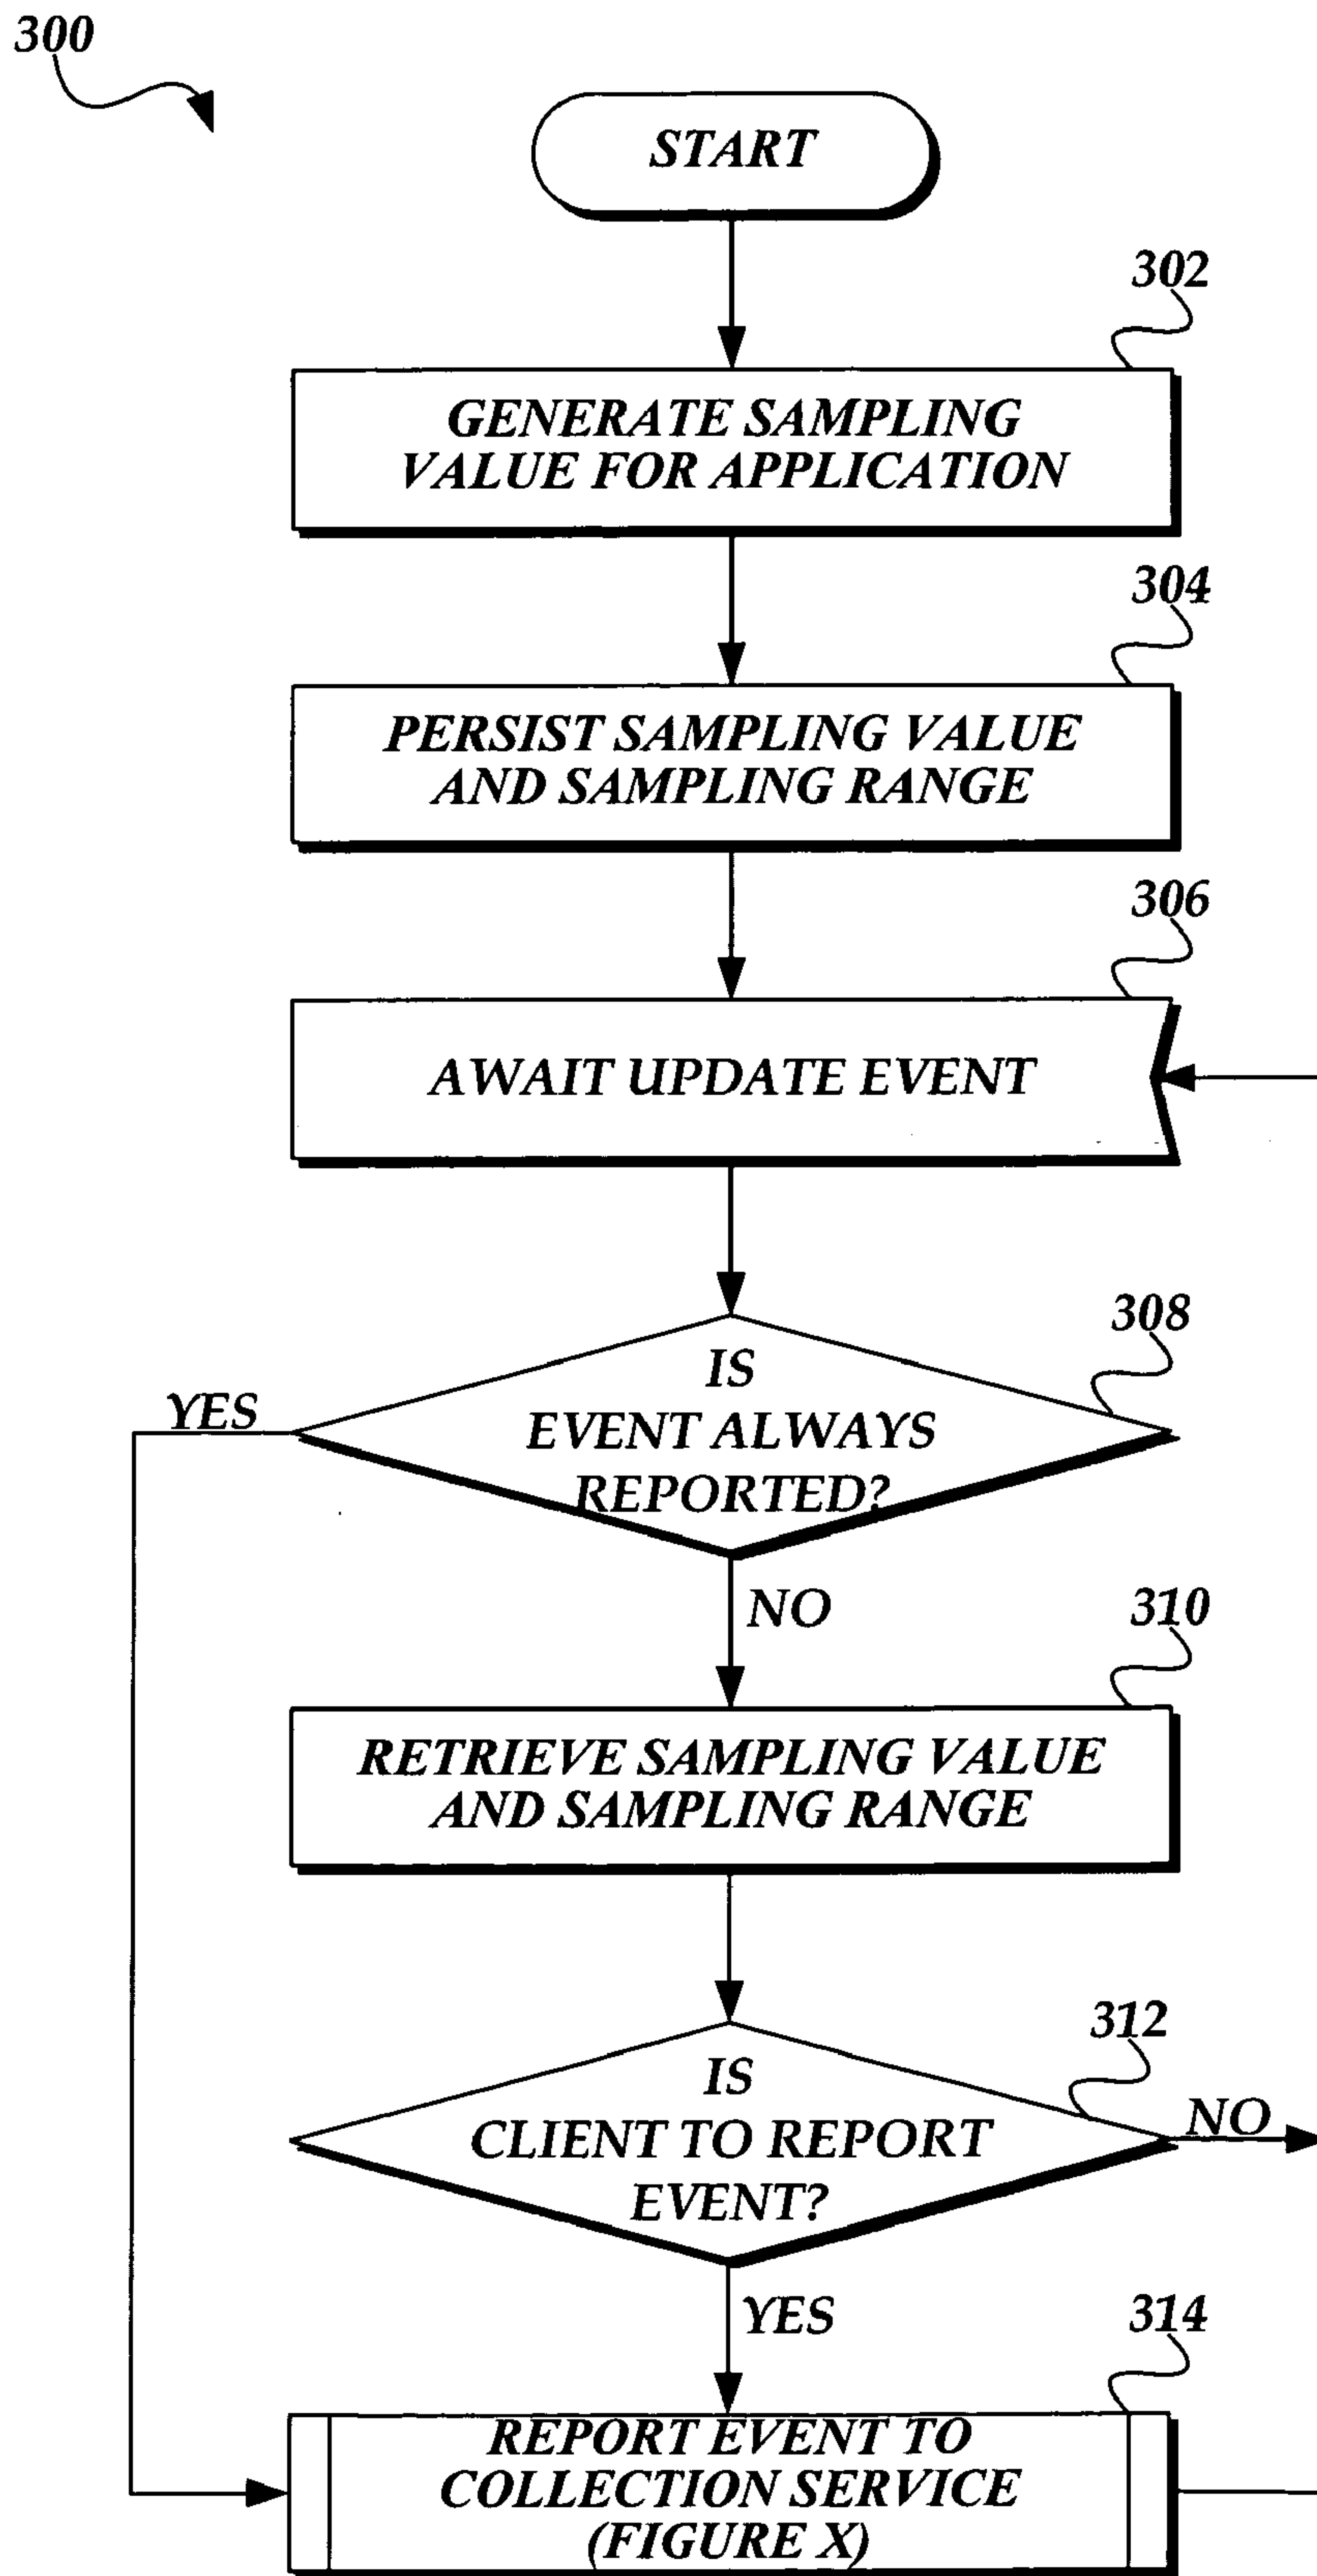 300
START
302
GENERATE SAMPLING
VALUE FOR APPLICATION
304
PERSIST SAMPLING VALUE
AND SAMPLING RANGE
306
AWAIT UPDATE EVENT
308
IS
EVENT ALWAYS
REPORTED?
YES
NO
310
RETRIEVE SAMPLING VALUE
AND SAMPLING RANGE
312
IS
CLIENT TO REPORT
EVENT?
NO
YES
314
REPORT EVENT TO
COLLECTION SERVICE
(FIGURE X)